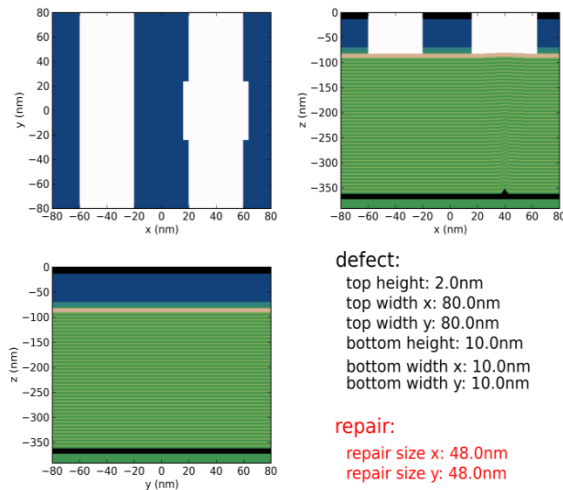 80
60
40
20
0
−20
−40
−60
−80
y (nm)
−80 −60 −40 −20 0 20 40 60 80
x (nm)
0
−50
−100
−150
−200
−250
−300
−350
z (nm)
−80 −60 −40 −20 0 20 40 60 80
x (nm)
0
−50
−100
−150
−200
−250
−300
−350
z (nm)
−80 −60 −40 −20 0 20 40 60 80
y (nm)
defect:
top height: 2.0nm
top width x: 80.0nm
top width y: 80.0nm
bottom height: 10.0nm
bottom width x: 10.0nm
bottom width y: 10.0nm
repair:
repair size x: 48.0nm
repair size y: 48.0nm